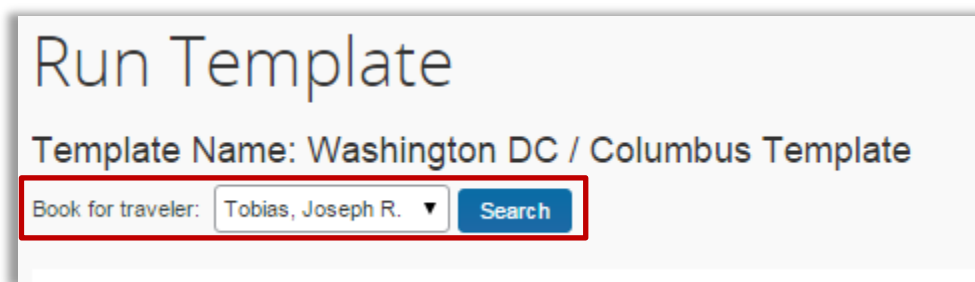 Run Template
Template Name: Washington DC / Columbus Template
Book for traveler: Tobias, Joseph R. Search